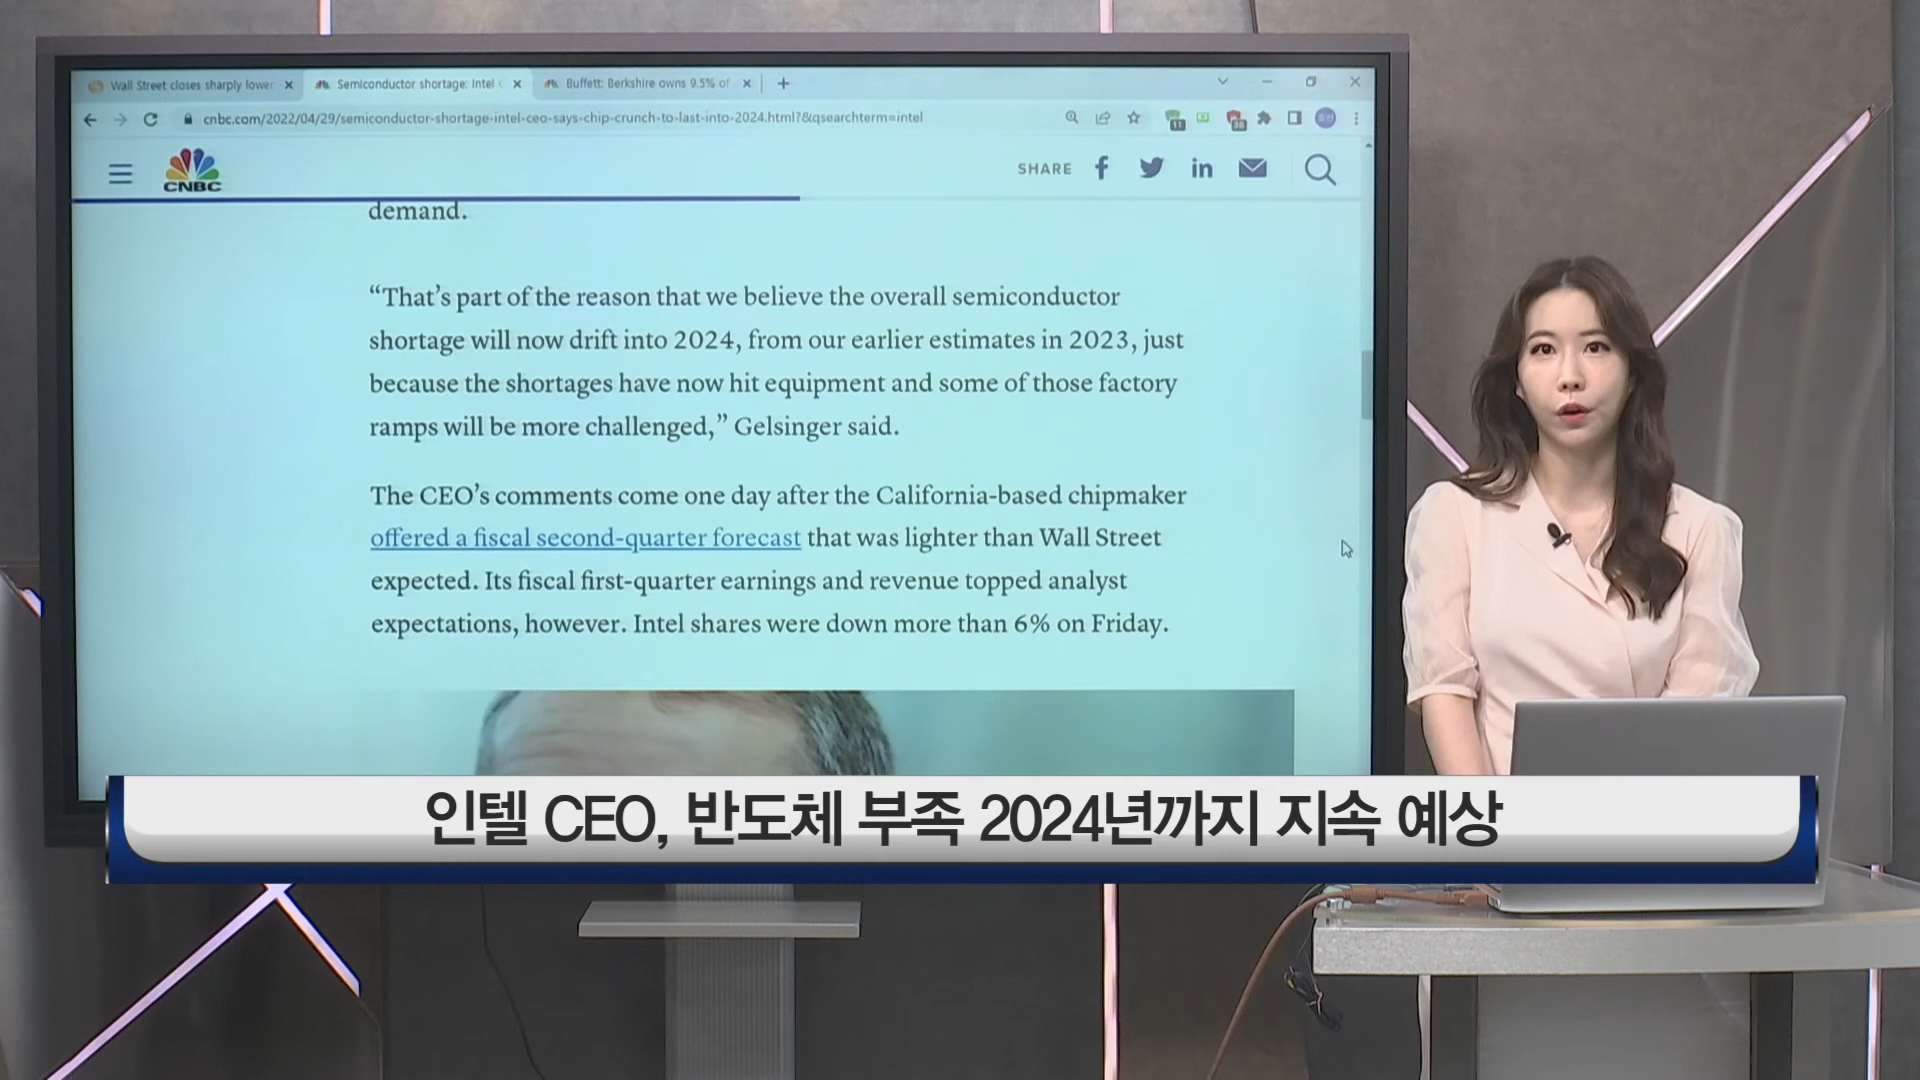 Wall Street closes sharply lower
Semiconductor shortage: Intel
Buffett: Berkshire owns 9.5% of
cnbc.com/2022/04/29/semiconductor-shortage-intel-ceo-says-chip-crunch-to-last-into-2024.html?&qsearchterm=intel
11
38
CNBC
SHARE
demand.
“That’s part of the reason that we believe the overall semiconductor
shortage will now drift into 2024, from our earlier estimates in 2023, just
because the shortages have now hit equipment and some of those factory
ramps will be more challenged,” Gelsinger said.
The CEO’s comments come one day after the California-based chipmaker
offered a fiscal second-quarter forecast that was lighter than Wall Street
expected. Its fiscal first-quarter earnings and revenue topped analyst
expectations, however. Intel shares were down more than 6% on Friday.
인텔 CEO, 반도체 부족 2024년까지 지속 예상